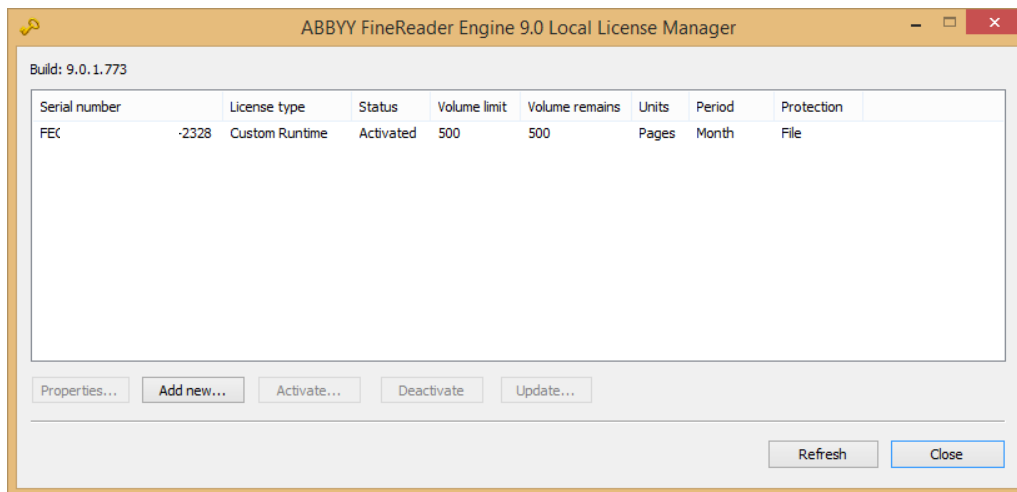 ABBYY FineReader Engine 9.0 Local License Manager
Build: 9.0.1.773
Serial number License type Status Volume limit Volume remains Units Period Protection
FEC -2328 Custom Runtime Activated 500 500 Pages Month File
Properties... Add new... Activate... Deactivate Update...
Refresh Close